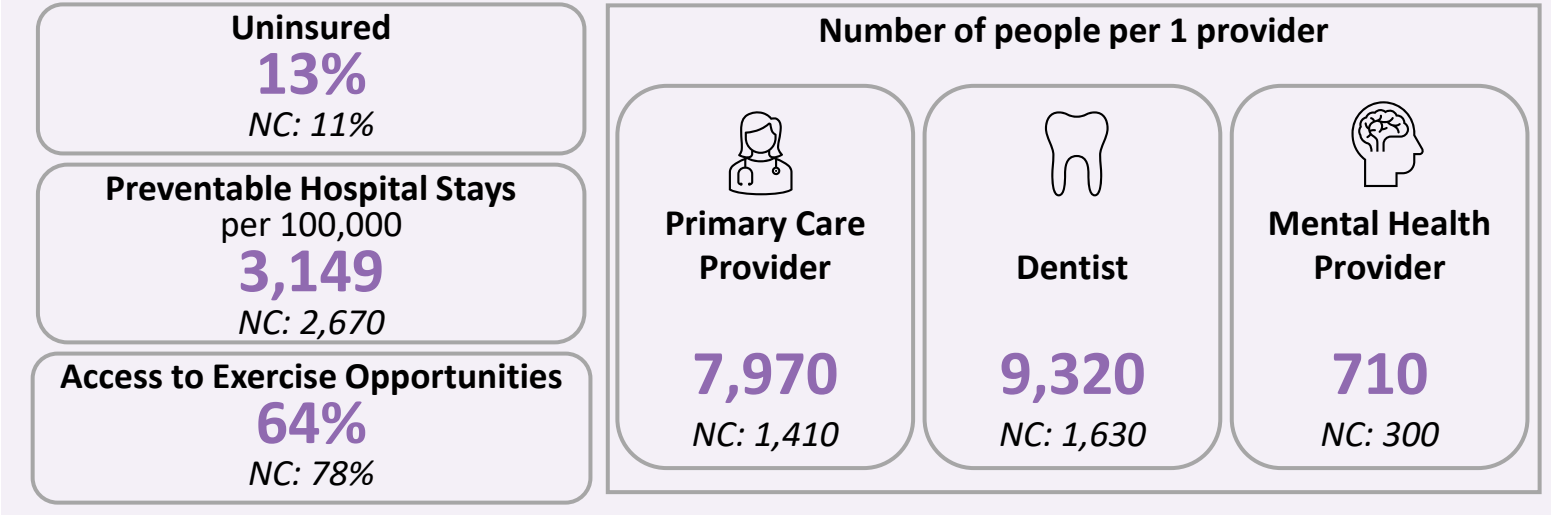 Uninsured
13%
NC: 11%
Preventable Hospital Stays
per 100,000
3,149
NC: 2,670
Access to Exercise Opportunities
64%
NC: 78%
Number of people per 1 provider
Primary Care
Provider
7,970
NC: 1,410
Dentist
9,320
NC: 1,630
Mental Health
Provider
710
NC: 300